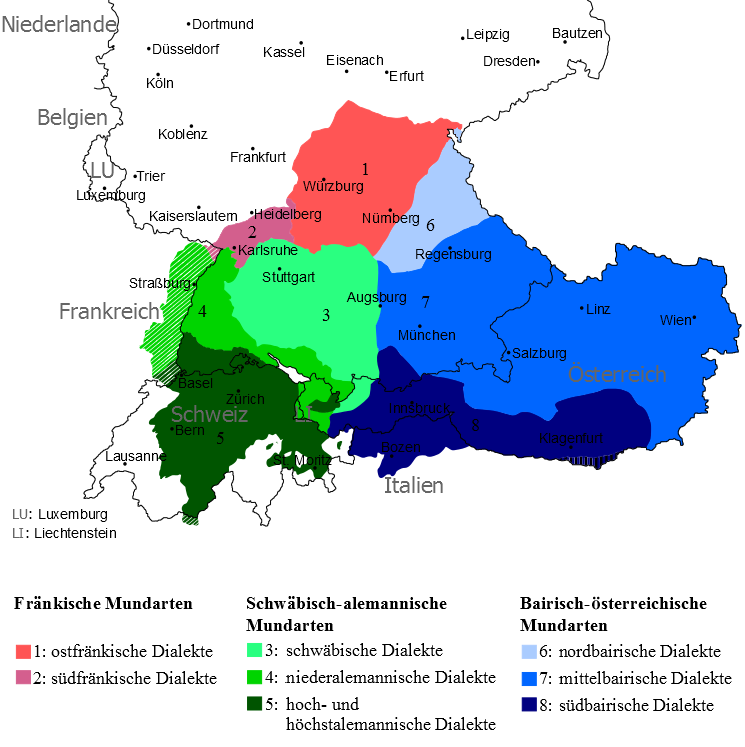 Niederlande
Dortmund
Leipzig
Bautzen
Düsseldorf
Kassel
Eisenach
Dresden
Köln
Erfurt
Belgien
Koblenz
Frankfurt
1
LU
Trier
Würzburg
Luxemburg
Kaiserslautern
Heidelberg
Nürnberg
6
2
Karlsruhe
Regensburg
Stuttgart
Straßburg
Augsburg
7
Frankreich
4
3
Linz
Wien
München
Salzburg
Basel
Österreich
Zürich
Schweiz
Innsbruck
Bern
5
8
Klagenfurt
Lausanne
St. Moritz
Bozen
Italien
LU: Luxemburg
LI: Liechtenstein
Fränkische Mundarten
1: ostfränkische Dialekte
2: südfränkische Dialekte
Schwäbisch-alemannische
Mundarten
3: schwäbische Dialekte
4: niederalemannische Dialekte
5: hoch- und
höchstalemannische Dialekte
Bairisch-österreichische
Mundarten
6: nordbairische Dialekte
7: mittelbairische Dialekte
8: südbairische Dialekte